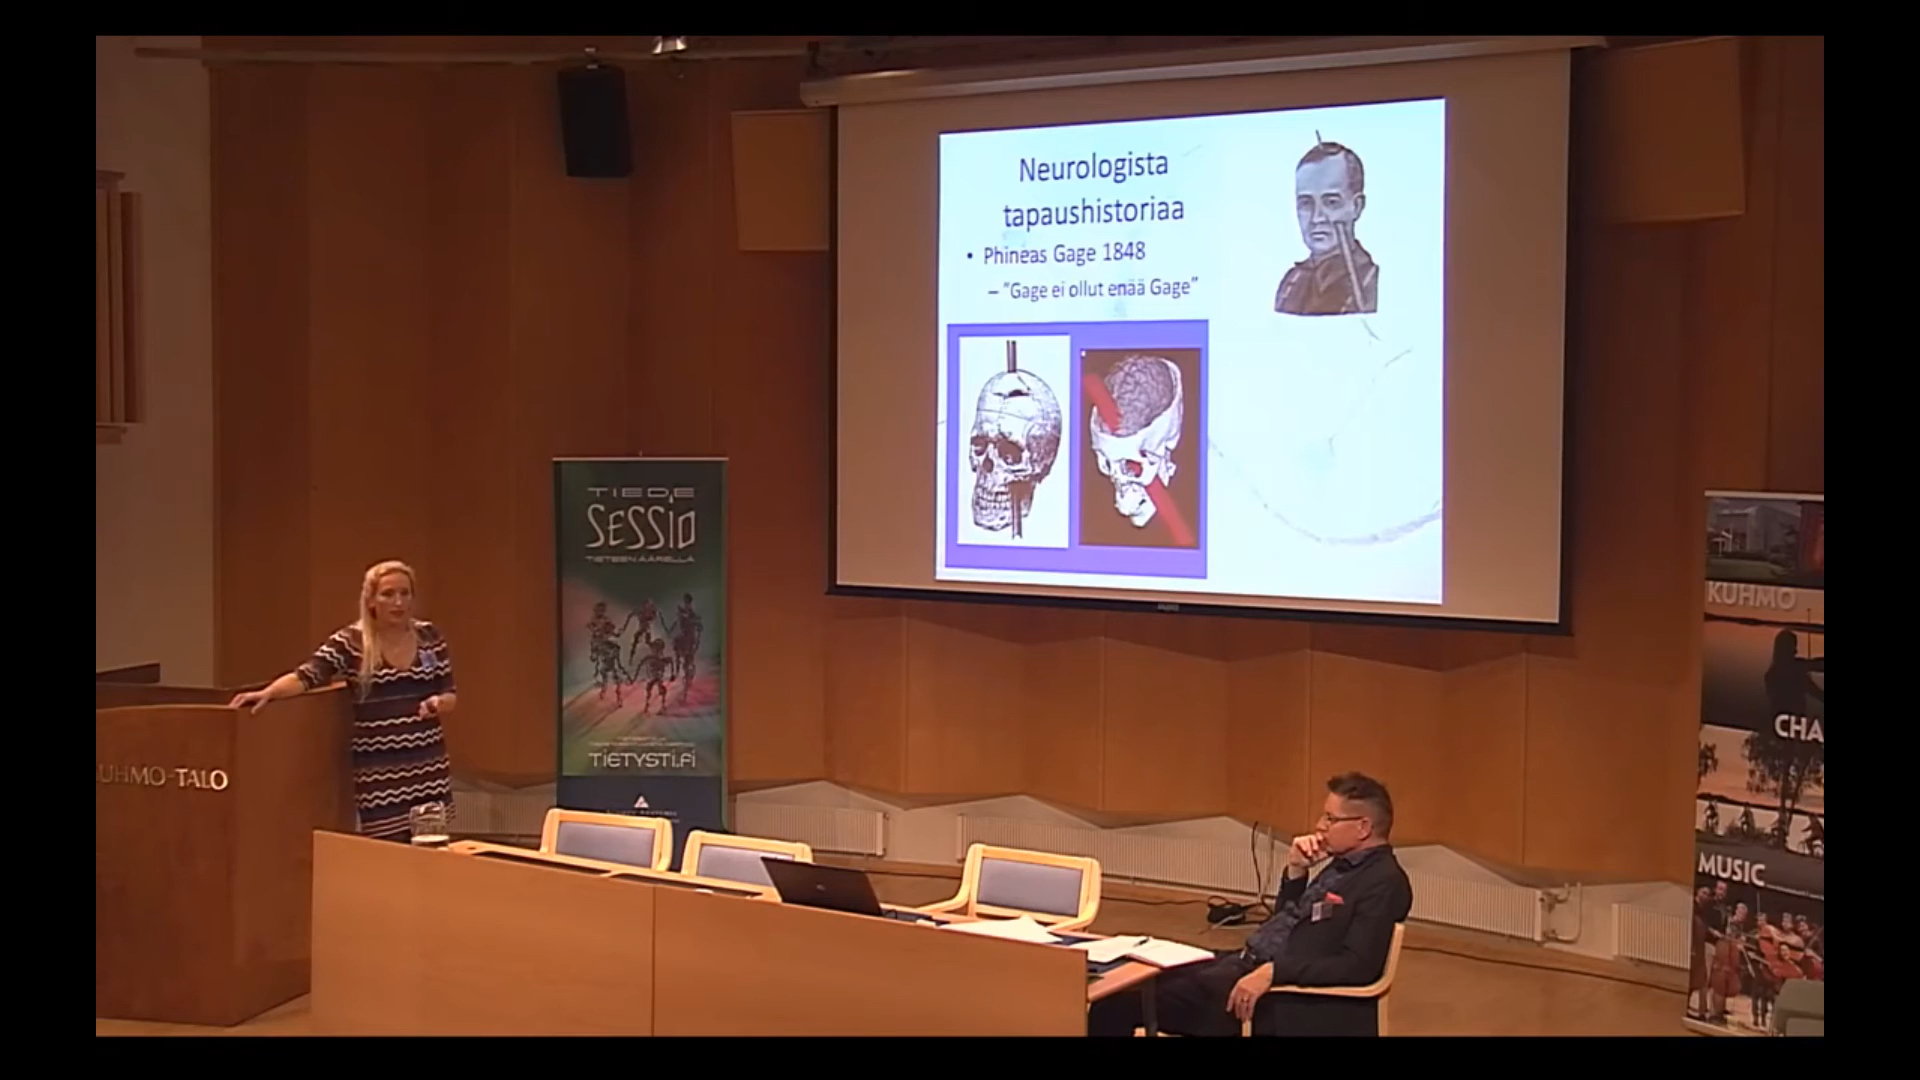 Neurologista
tapaushistoriaa
• Phineas Gage 1848
– "Gage ei ollut enää Gage"
TIEDE
SESSIO
TIETEEN ÄÄRELLÄ
TIETYSTI.FI
UHMO-TALO
KUHMO
CHA
MUSIC